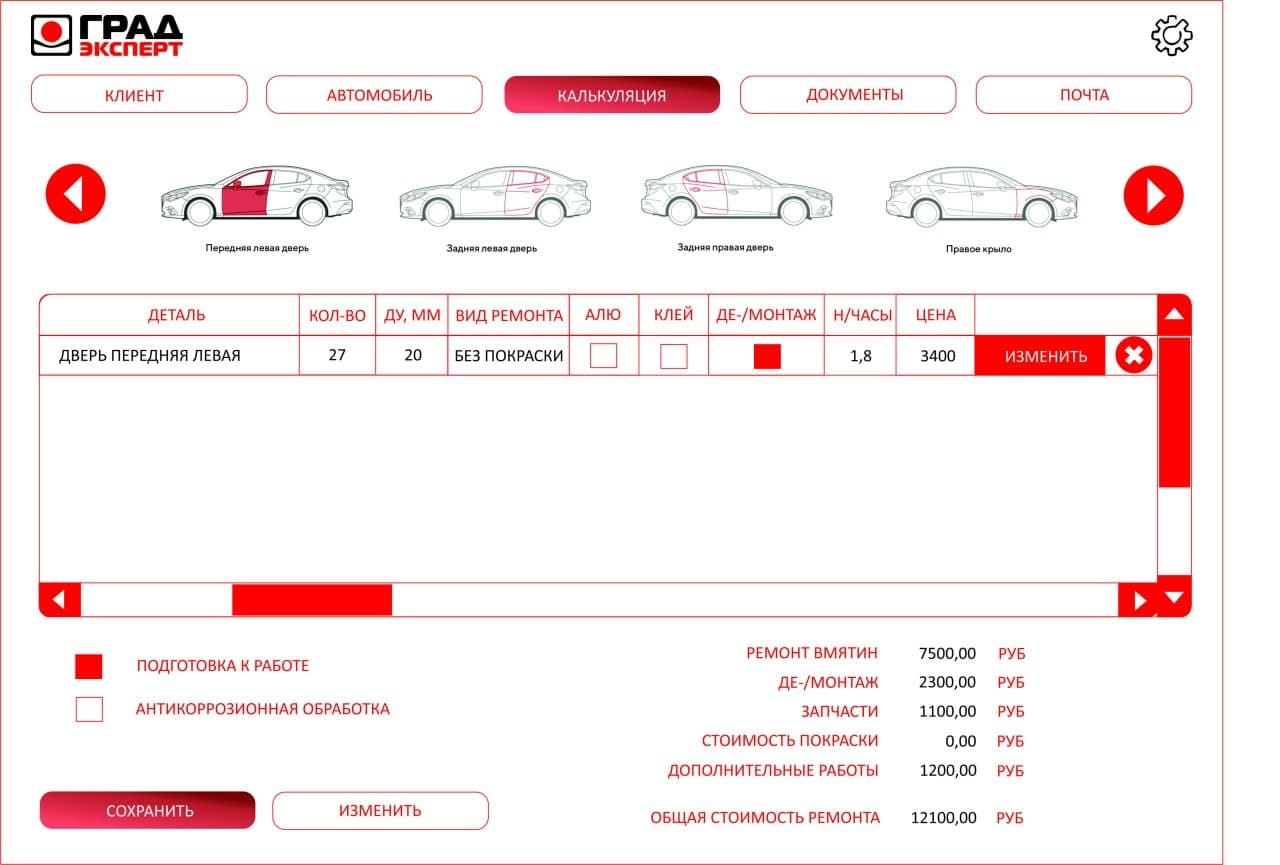 ГРАД
ЭКСПЕРТ
КЛИЕНТ
АВТОМОБИЛЬ
КАЛЬКУЛЯЦИЯ
ДОКУМЕНТЫ
ПОЧТА
Передняя левая дверь
Задняя левая дверь
Задняя правая дверь
Правое крыло
ДЕТАЛЬ КОЛ-ВО ДУ, ММ ВИД РЕМОНТА АЛЮ КЛЕЙ ДЕ-/МОНТАЖ Н/ЧАСЫ ЦЕНА
ДВЕРЬ ПЕРЕДНЯЯ ЛЕВАЯ 27 20 БЕЗ ПОКРАСКИ 1,8 3400 ИЗМЕНИТЬ
ПОДГОТОВКА К РАБОТЕ
АНТИКОРРОЗИОННАЯ ОБРАБОТКА
РЕМОНТ ВМЯТИН 7500,00 РУБ
ДЕ-/МОНТАЖ 2300,00 РУБ
ЗАПЧАСТИ 1100,00 РУБ
СТОИМОСТЬ ПОКРАСКИ 0,00 РУБ
ДОПОЛНИТЕЛЬНЫЕ РАБОТЫ 1200,00 РУБ
ОБЩАЯ СТОИМОСТЬ РЕМОНТА 12100,00 РУБ
СОХРАНИТЬ
ИЗМЕНИТЬ